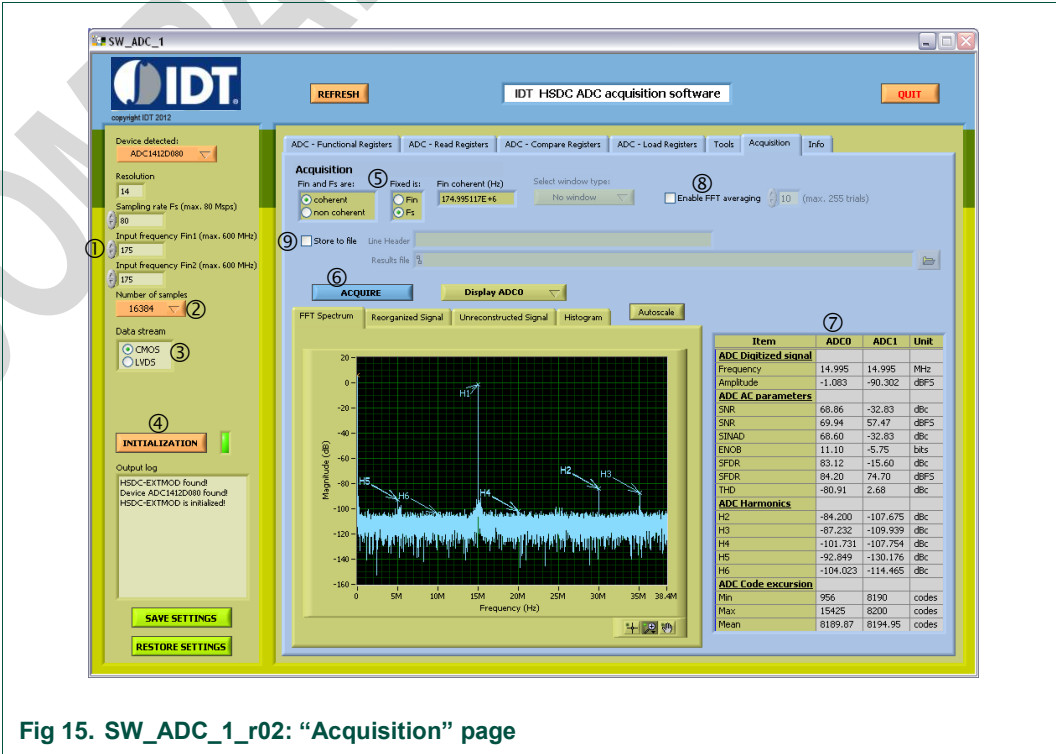 SW_ADC_1
IDT
copyright IDT 2012
REFRESH
IDT HSDC ADC acquisition software
QUIT
Device detected:
ADC1412D080
Resolution
14
Sampling rate Fs (max. 80 Msps)
80
Input frequency Fin1 (max. 600 MHz)
①
175
Input frequency Fin2 (max. 600 MHz)
175
Number of samples
16384
②
Data stream
CMOS
LVDS
③
④
INITIALIZATION
Output log
HSDC-EXTMOD found!
Device ADC1412D080 found!
HSDC-EXTMOD is initialized!
SAVE SETTINGS
RESTORE SETTINGS
ADC - Functional Registers
ADC - Read Registers
ADC - Compare Registers
ADC - Load Registers
Tools
Acquisition
Info
Acquisition
Fin and Fs are:
coherent
non coherent
⑤
Fixed is:
Fin
Fs
Fin coherent (Hz)
174.995117E+6
Select window type:
No window
⑧
Enable FFT averaging
10
(max. 255 trials)
⑨
Store to file
Line Header
Results file
⑥
ACQUIRE
Display ADC0
FFT Spectrum
Reorganized Signal
Unreconstructed Signal
Histogram
Autoscale
Magnitude (dB)
20
0
-20
-40
-60
-80
-100
-120
-140
-160
H1
H2
H3
H5
H6
H4
0 5M 10M 15M 20M 25M 30M 35M 38.4M
Frequency (Hz)
⑦
Item ADC0 ADC1 Unit
ADC Digitized signal
Frequency 14.995 14.995 MHz
Amplitude -1.083 -90.302 dBFS
ADC AC parameters
SNR 68.86 -32.83 dBc
SNR 69.94 57.47 dBFS
SINAD 68.60 -32.83 dBc
ENOB 11.10 -5.75 bits
SFDR 83.12 -15.60 dBc
SFDR 84.20 74.70 dBFS
THD -80.91 2.68 dBc
ADC Harmonics
H2 -84.200 -107.675 dBc
H3 -87.232 -109.939 dBc
H4 -101.731 -107.754 dBc
H5 -92.849 -130.176 dBc
H6 -104.023 -114.465 dBc
ADC Code excursion
Min 956 8190 codes
Max 15425 8200 codes
Mean 8189.87 8194.95 codes
Fig 15. SW_ADC_1_r02: “Acquisition” page